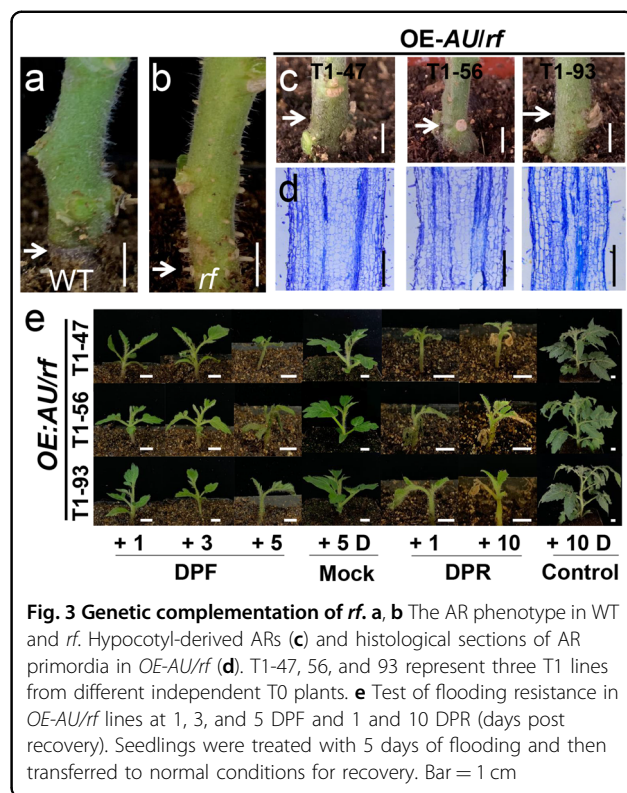 OE-AU/rf
a b c T1-47 T1-56 T1-93
d
WT rf
e
OE:AU/rf
T1-47
T1-56
T1-93
+ 1 + 3 + 5 + 5 D + 1 + 10 + 10 D
DPF Mock DPR Control
Fig. 3 Genetic complementation of rf. a, b The AR phenotype in WT
and rf. Hypocotyl-derived ARs (c) and histological sections of AR
primordia in OE-AU/rf (d). T1-47, 56, and 93 represent three T1 lines
from different independent T0 plants. e Test of flooding resistance in
OE-AU/rf lines at 1, 3, and 5 DPF and 1 and 10 DPR (days post
recovery). Seedlings were treated with 5 days of flooding and then
transferred to normal conditions for recovery. Bar = 1 cm